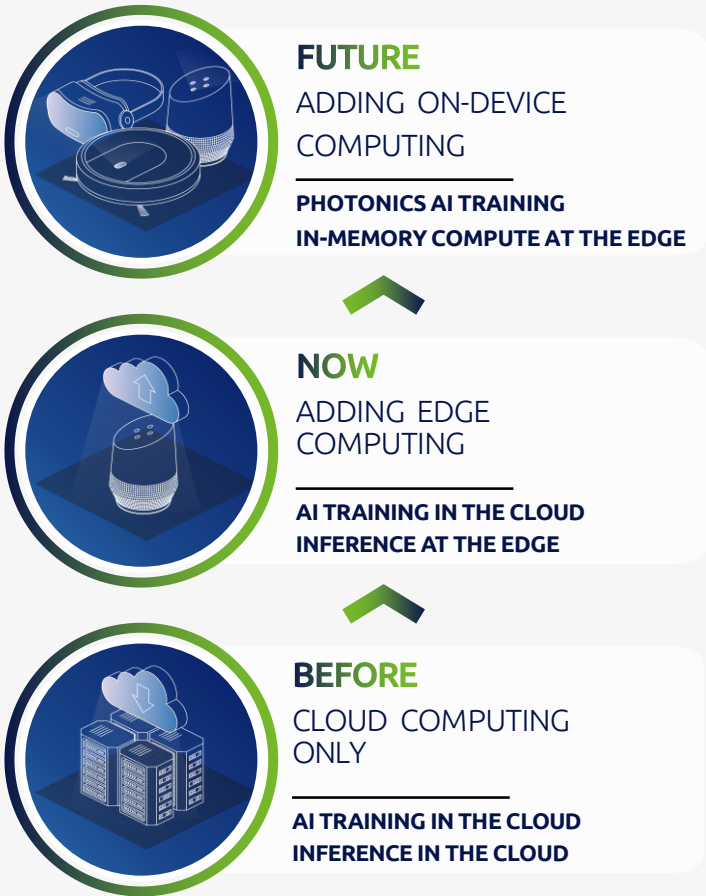 FUTURE
ADDING ON-DEVICE
COMPUTING
PHOTONICS AI TRAINING
IN-MEMORY COMPUTE AT THE EDGE
NOW
ADDING EDGE
COMPUTING
AI TRAINING IN THE CLOUD
INFERENCE AT THE EDGE
BEFORE
CLOUD COMPUTING
ONLY
AI TRAINING IN THE CLOUD
INFERENCE IN THE CLOUD